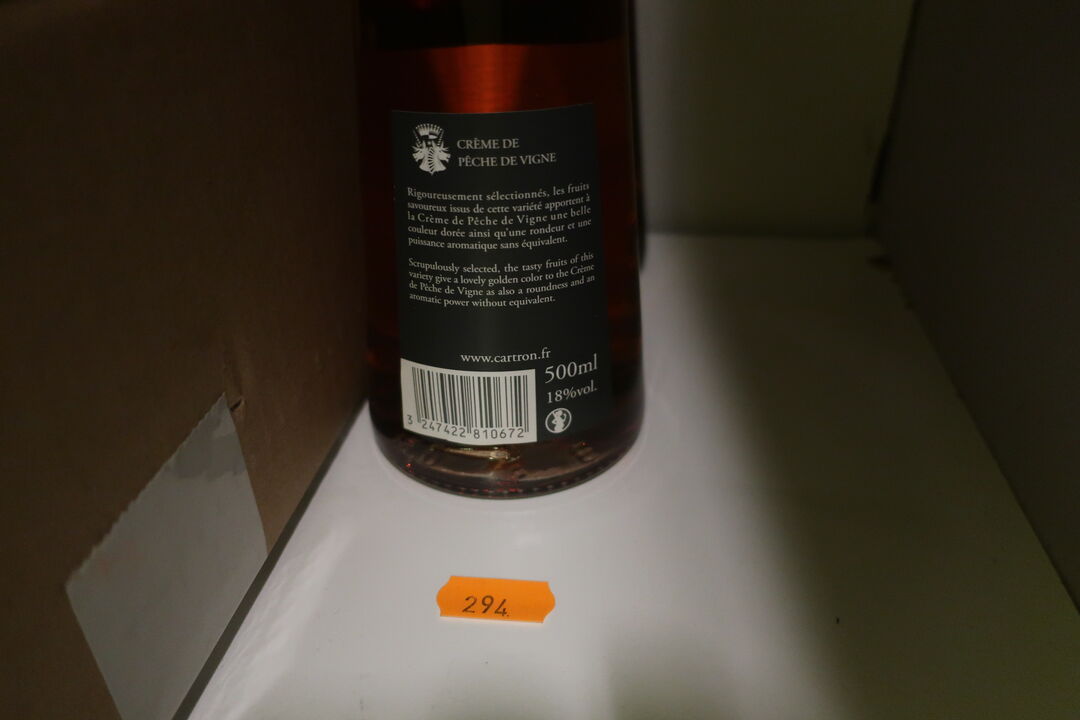 CRÈME DE
PÊCHE DE VIGNE
Rigoureusement sélectionnés, les fruits
savoureux issus de cette variété apportent à
la Crème de Pêche de Vigne une belle
couleur dorée ainsi qu'une rondeur et une
puissance aromatique sans équivalent.
Scrupulously selected, the tasty fruits of this
variety give a lovely golden color to the Crème
de Pêche de Vigne as also a roundness and an
aromatic power without equivalent.
www.cartron.fr
500ml
18%vol.
3 247422 810672
294